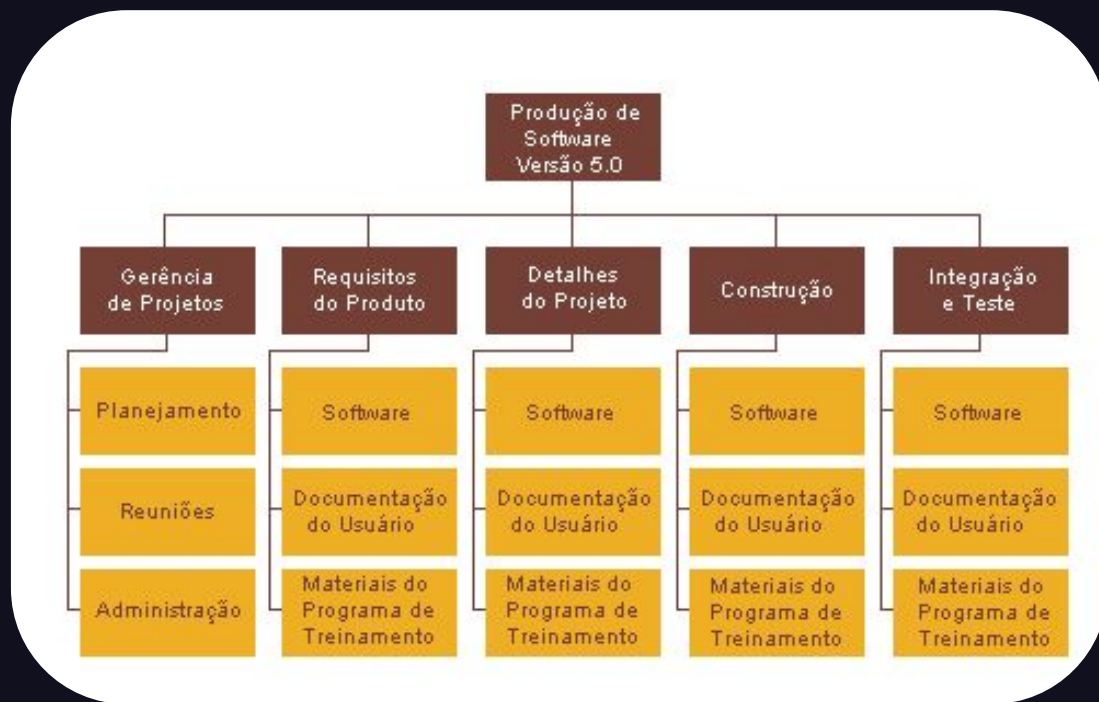 Produção de
Software
Versão 5.0
Gerência
de Projetos
Requisitos
do Produto
Detalhes
do Projeto
Construção
Integração
e Teste
Planejamento
Software
Software
Software
Software
Reuniões
Documentação
do Usuário
Documentação
do Usuário
Documentação
do Usuário
Documentação
do Usuário
Administração
Materiais do
Programa de
Treinamento
Materiais do
Programa de
Treinamento
Materiais do
Programa de
Treinamento
Materiais do
Programa de
Treinamento